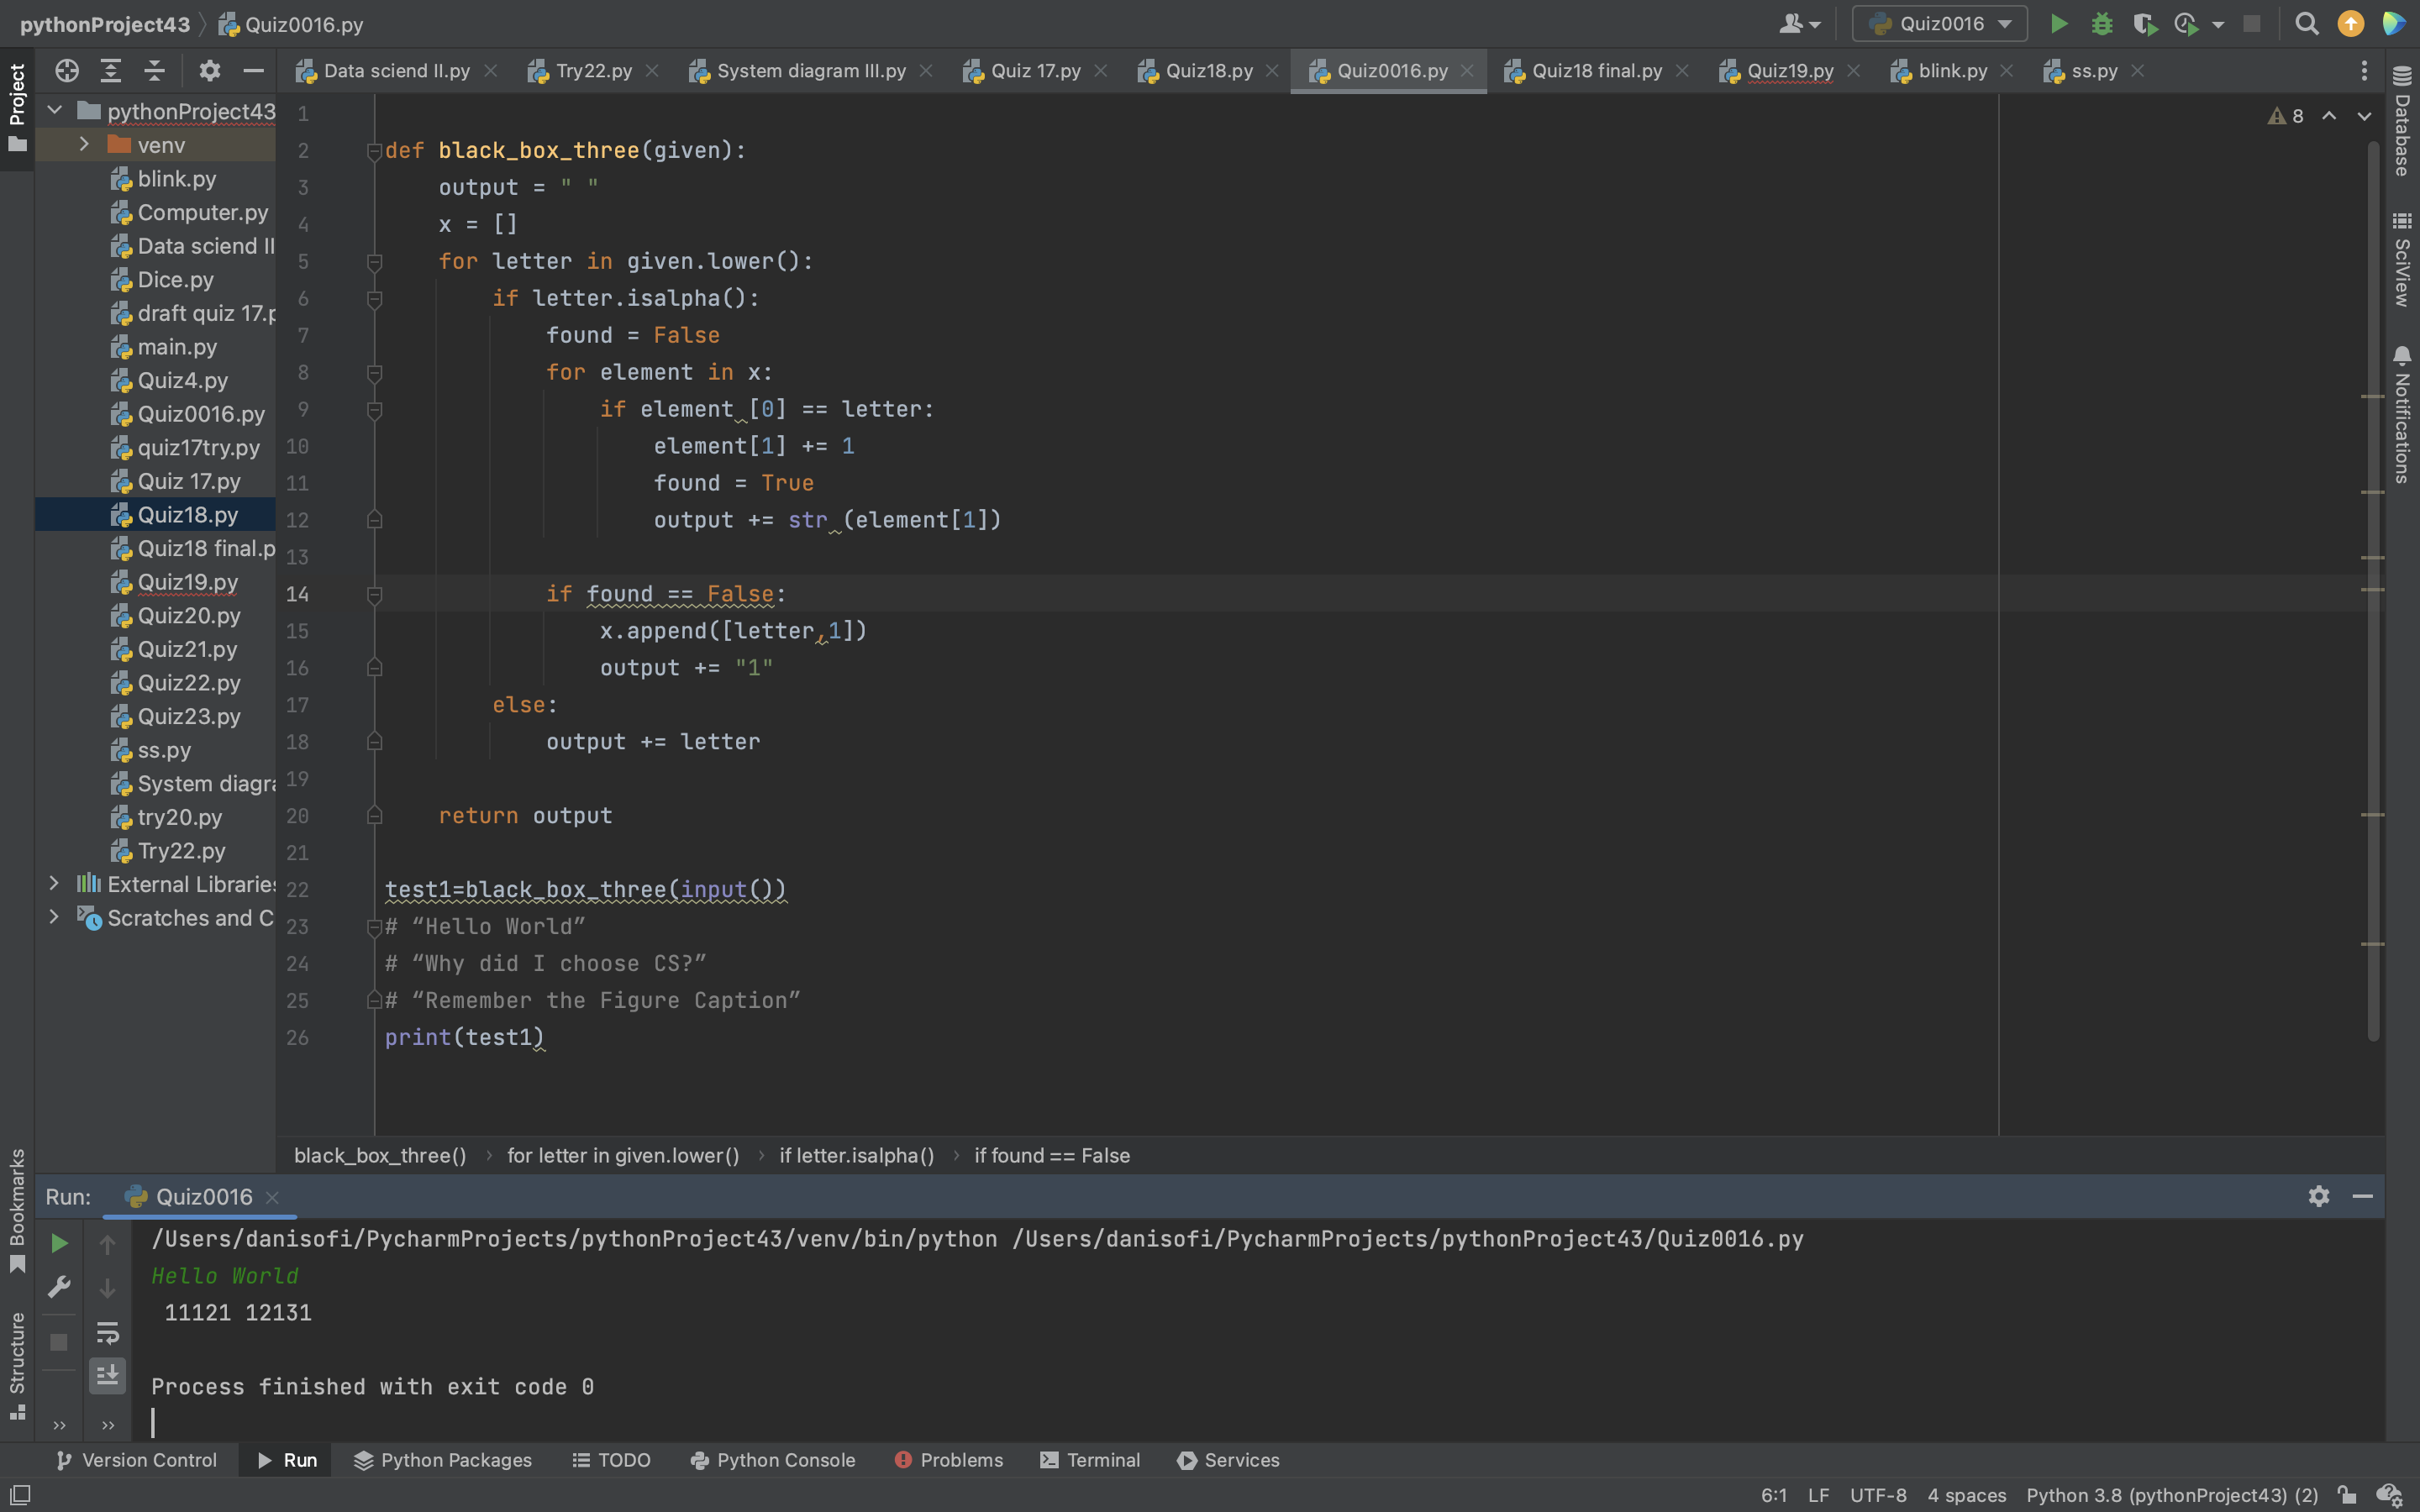 pythonProject43 Quiz0016.py Quiz0016
Data sciend II.py Try22.py System diagram III.py Quiz 17.py Quiz18.py Quiz0016.py Quiz18 final.py Quiz19.py blink.py ss.py
Project
pythonProject43
venv
blink.py
Computer.py
Data sciend II
Dice.py
draft quiz 17.p
main.py
Quiz4.py
Quiz0016.py
quiz17try.py
Quiz 17.py
Quiz18.py
Quiz18 final.p
Quiz19.py
Quiz20.py
Quiz21.py
Quiz22.py
Quiz23.py
ss.py
System diagra
try20.py
Try22.py
External Libraries
Scratches and C
1
2 def black_box_three(given):
3     output = " "
4     x = []
5     for letter in given.lower():
6         if letter.isalpha():
7             found = False
8             for element in x:
9                 if element [0] == letter:
10                     element[1] += 1
11                     found = True
12                     output += str (element[1])
13
14             if found == False:
15                 x.append([letter,1])
16                 output += "1"
17         else:
18             output += letter
19
20     return output
21
22 test1=black_box_three(input())
23 # “Hello World”
24 # “Why did I choose CS?”
25 # “Remember the Figure Caption”
26 print(test1)
8
Database
SciView
Notifications
black_box_three() › for letter in given.lower() › if letter.isalpha() › if found == False
Bookmarks
Structure
Run: Quiz0016
/Users/danisofi/PycharmProjects/pythonProject43/venv/bin/python /Users/danisofi/PycharmProjects/pythonProject43/Quiz0016.py
Hello World
 11121 12131
Process finished with exit code 0
Version Control Run Python Packages TODO Python Console Problems Terminal Services
6:1 LF UTF-8 4 spaces Python 3.8 (pythonProject43) (2)